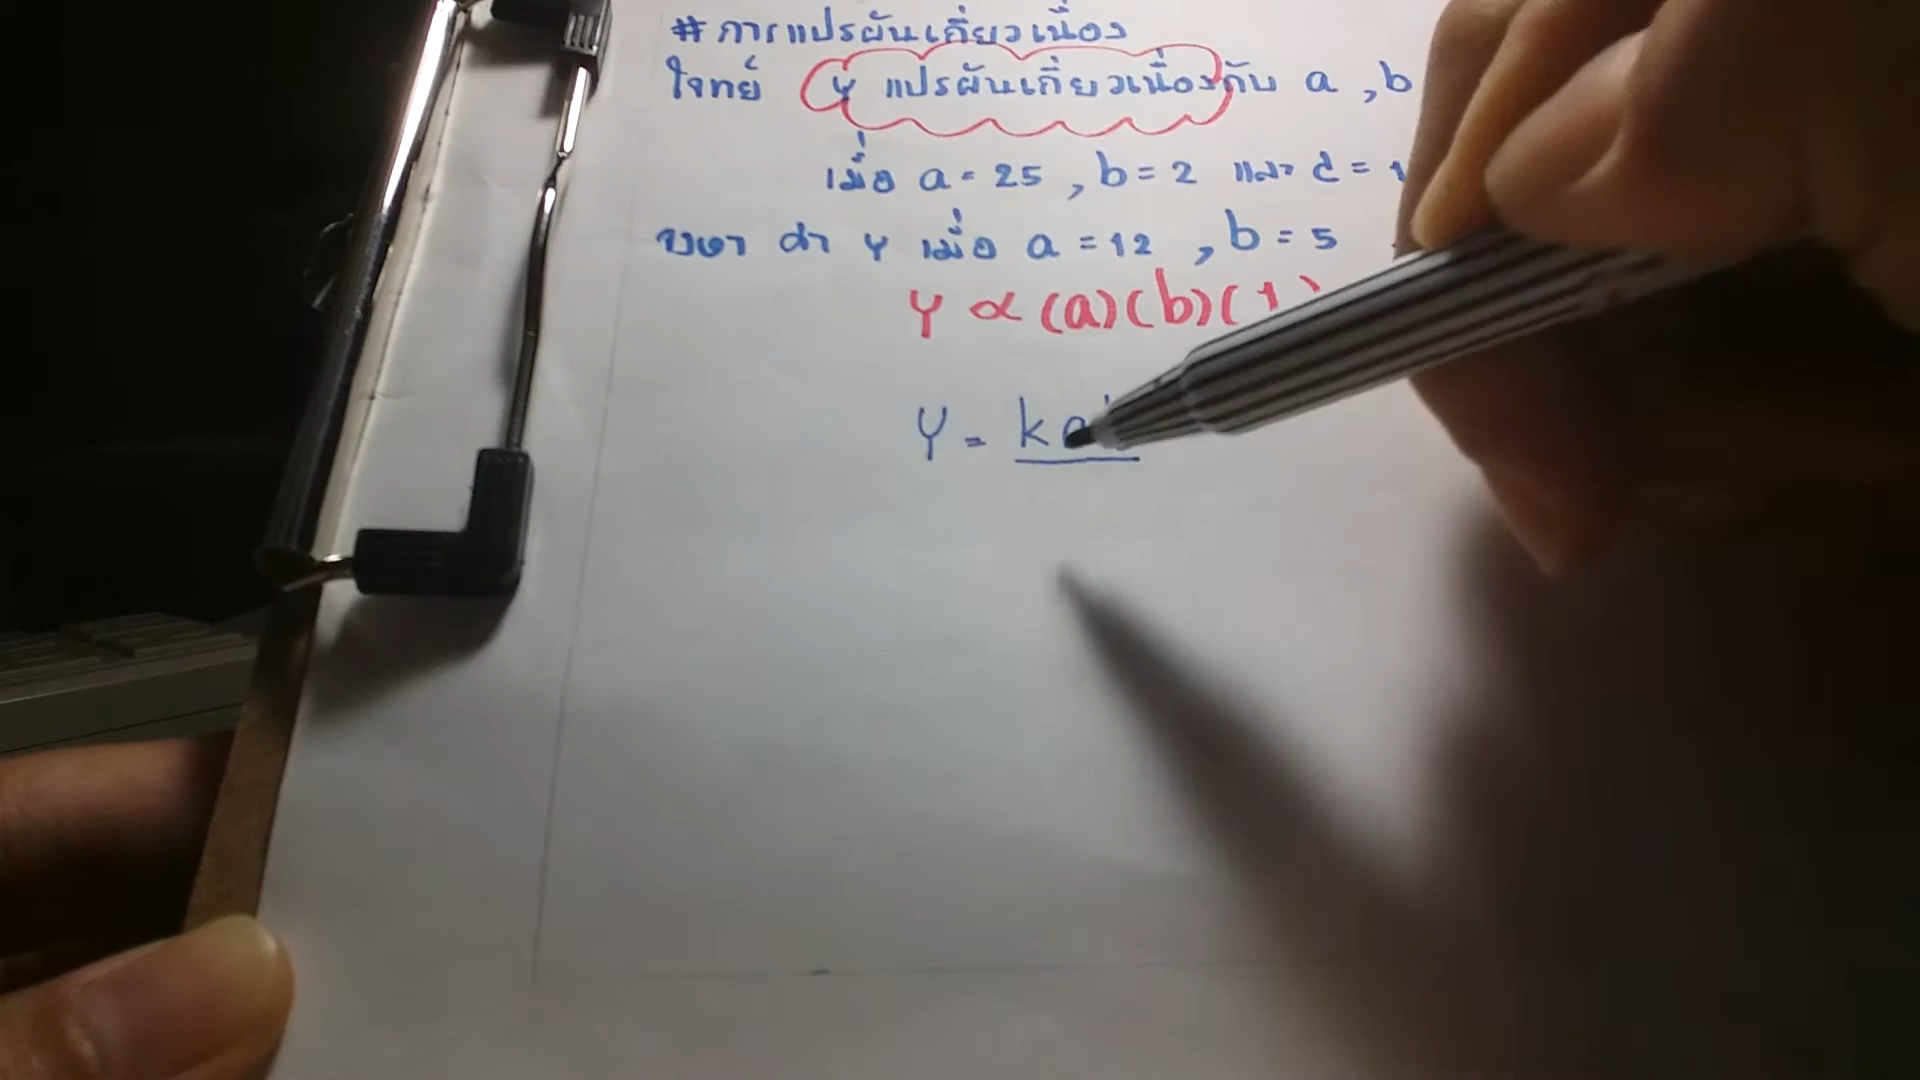 # การแปรผันเกี่ยวเนื่อง
โจทย์ y แปรผันเกี่ยวเนื่องกับ a , b
เมื่อ a = 25 , b = 2 และ c =
จงหา ค่า y เมื่อ a = 12 , b = 5
y ∝ (a)(b)(1
y = k